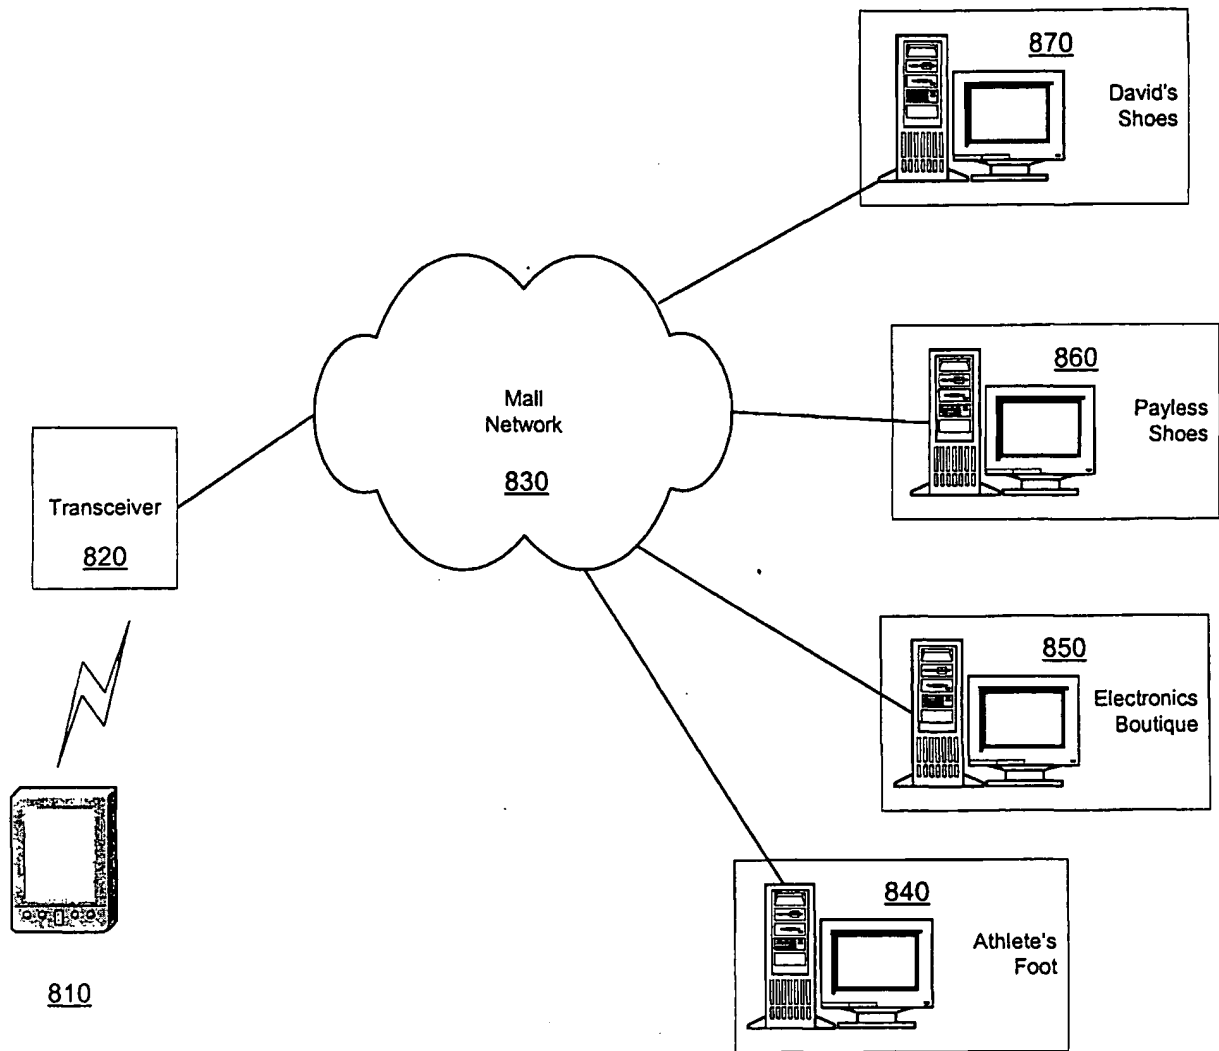 870
David's
Shoes
860
Payless
Shoes
Mall
Network
830
Transceiver
820
850
Electronics
Boutique
840
Athlete's
Foot
810